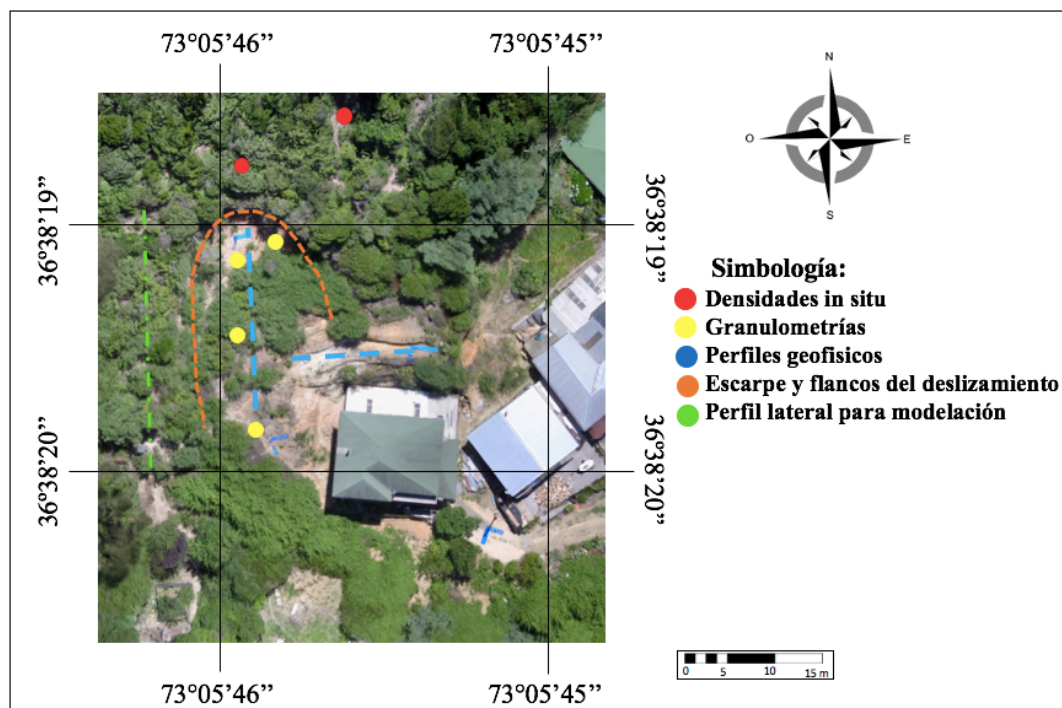 73°05'46”
73°05'45”
N
O
E
S
36°38'19”
36°38'19”
Simbología:
Densidades in situ
Granulometrías
Perfiles geofisicos
Escarpe y flancos del deslizamiento
Perfil lateral para modelación
36°38'20”
36°38'20”
0 5 10 15 m
73°05'46”
73°05'45”